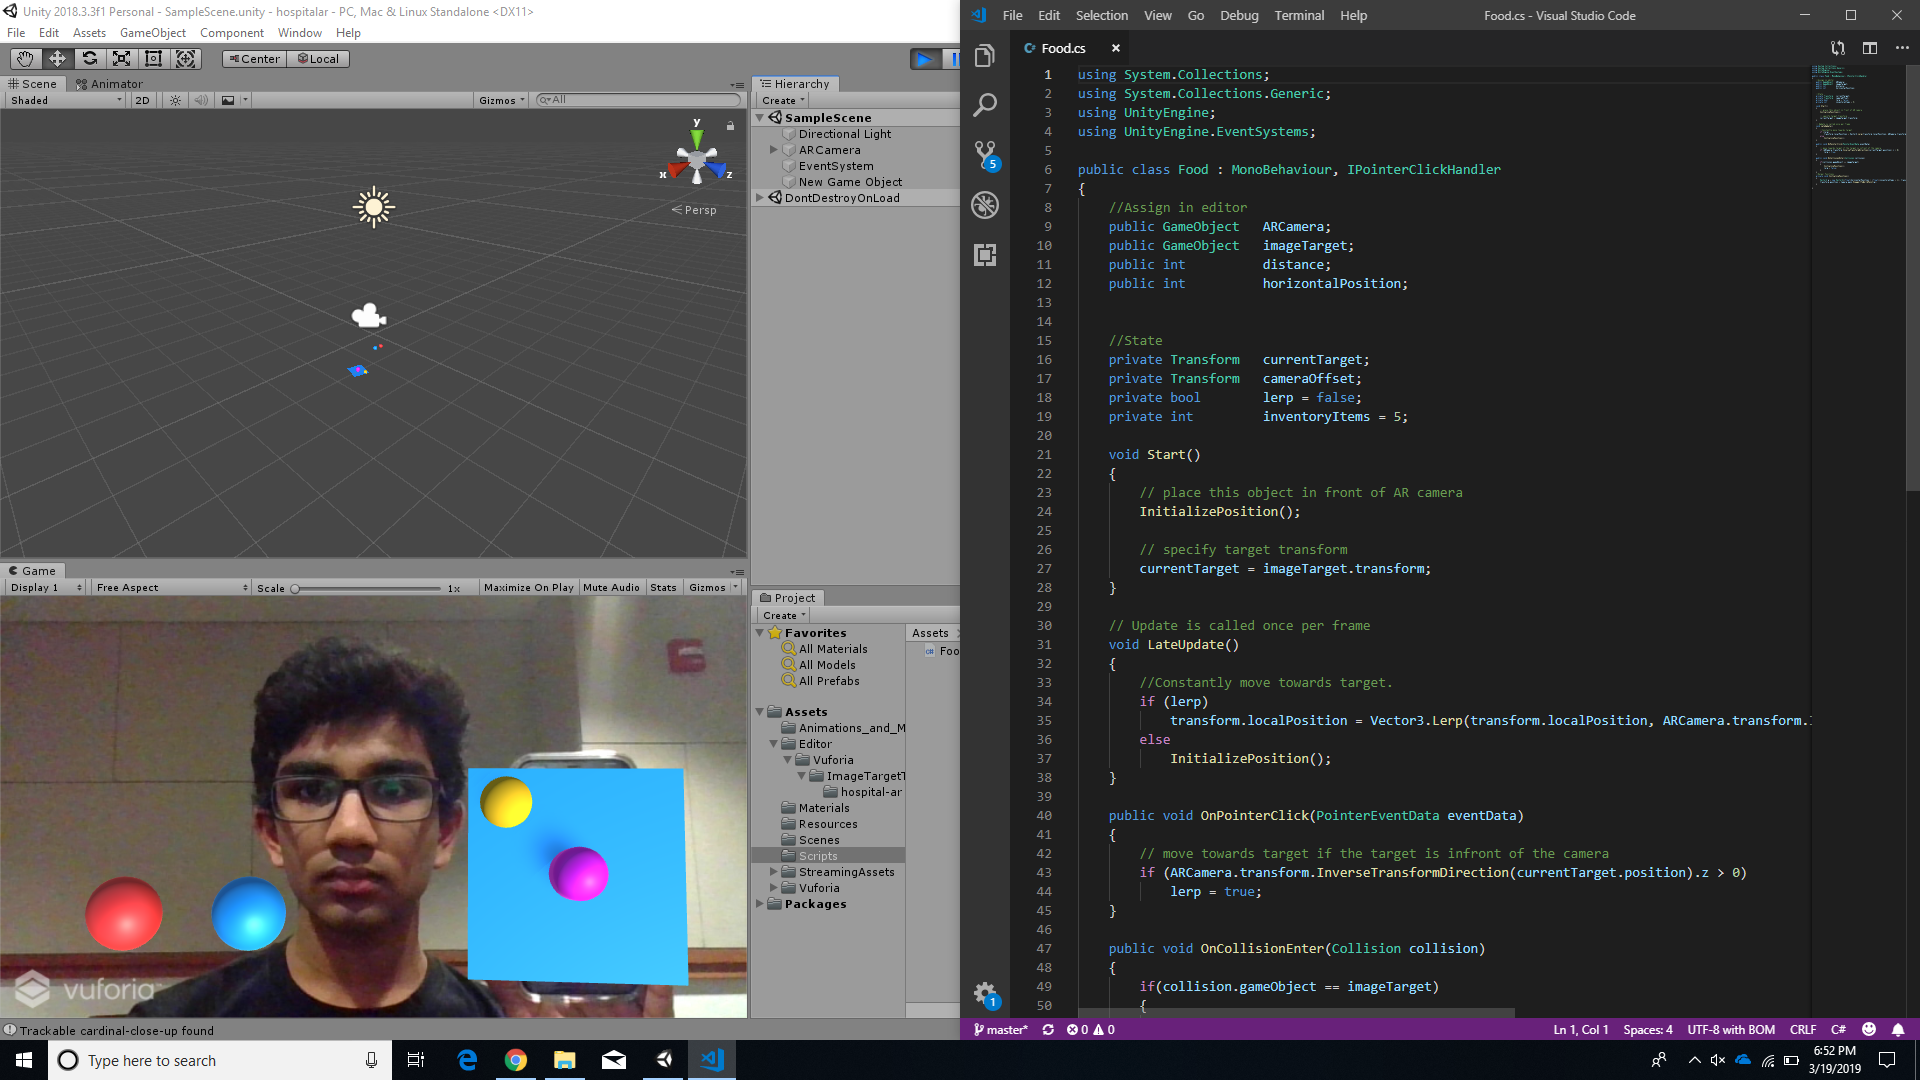 Unity 2018.3.3f1 Personal - SampleScene.unity - hospitalar - PC, Mac & Linux Standalone <DX11>
File Edit Assets GameObject Component Window Help
Center Local
Scene Animator
Shaded 2D Gizmos All
y
x z
Persp
Hierarchy
Create
SampleScene
Directional Light
ARCamera
EventSystem
New Game Object
DontDestroyOnLoad
Game
Display 1 Free Aspect Scale 1x Maximize On Play Mute Audio Stats Gizmos
vuforia
Project
Create
Favorites
All Materials
All Models
All Prefabs
Assets
Animations_and_M
Editor
Vuforia
ImageTargetT
hospital-ar
Materials
Resources
Scenes
Scripts
StreamingAssets
Vuforia
Packages
Assets
Foo
Trackable cardinal-close-up found
File Edit Selection View Go Debug Terminal Help
Food.cs - Visual Studio Code
Food.cs
5
1
1 using System.Collections;
2 using System.Collections.Generic;
3 using UnityEngine;
4 using UnityEngine.EventSystems;
5
6 public class Food : MonoBehaviour, IPointerClickHandler
7 {
8 //Assign in editor
9 public GameObject ARCamera;
10 public GameObject imageTarget;
11 public int distance;
12 public int horizontalPosition;
13
14
15 //State
16 private Transform currentTarget;
17 private Transform cameraOffset;
18 private bool lerp = false;
19 private int inventoryItems = 5;
20
21 void Start()
22 {
23 // place this object in front of AR camera
24 InitializePosition();
25
26 // specify target transform
27 currentTarget = imageTarget.transform;
28 }
29
30 // Update is called once per frame
31 void LateUpdate()
32 {
33 //Constantly move towards target.
34 if (lerp)
35 transform.localPosition = Vector3.Lerp(transform.localPosition, ARCamera.transform.
36 else
37 InitializePosition();
38 }
39
40 public void OnPointerClick(PointerEventData eventData)
41 {
42 // move towards target if the target is infront of the camera
43 if (ARCamera.transform.InverseTransformDirection(currentTarget.position).z > 0)
44 lerp = true;
45 }
46
47 public void OnCollisionEnter(Collision collision)
48 {
49 if(collision.gameObject == imageTarget)
50 {
master* 0 0 Ln 1, Col 1 Spaces: 4 UTF-8 with BOM CRLF C#
Type here to search
6:52 PM
3/19/2019